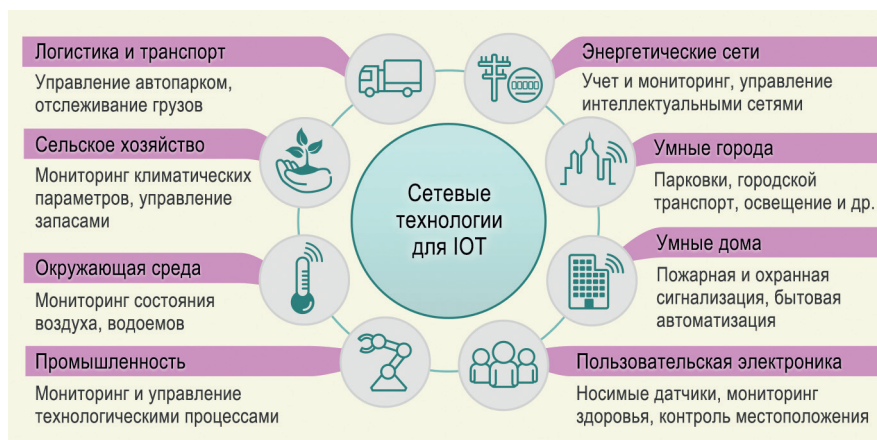 Логистика и транспорт
Управление автопарком,
отслеживание грузов
Сельское хозяйство
Мониторинг климатических
параметров, управление
запасами
Окружающая среда
Мониторинг состояния
воздуха, водоемов
Промышленность
Мониторинг и управление
технологическими процессами
Сетевые
технологии
для IOT
Энергетические сети
Учет и мониторинг, управление
интеллектуальными сетями
Умные города
Парковки, городской
транспорт, освещение и др.
Умные дома
Пожарная и охранная
сигнализация, бытовая
автоматизация
Пользовательская электроника
Носимые датчики, мониторинг
здоровья, контроль местоположения